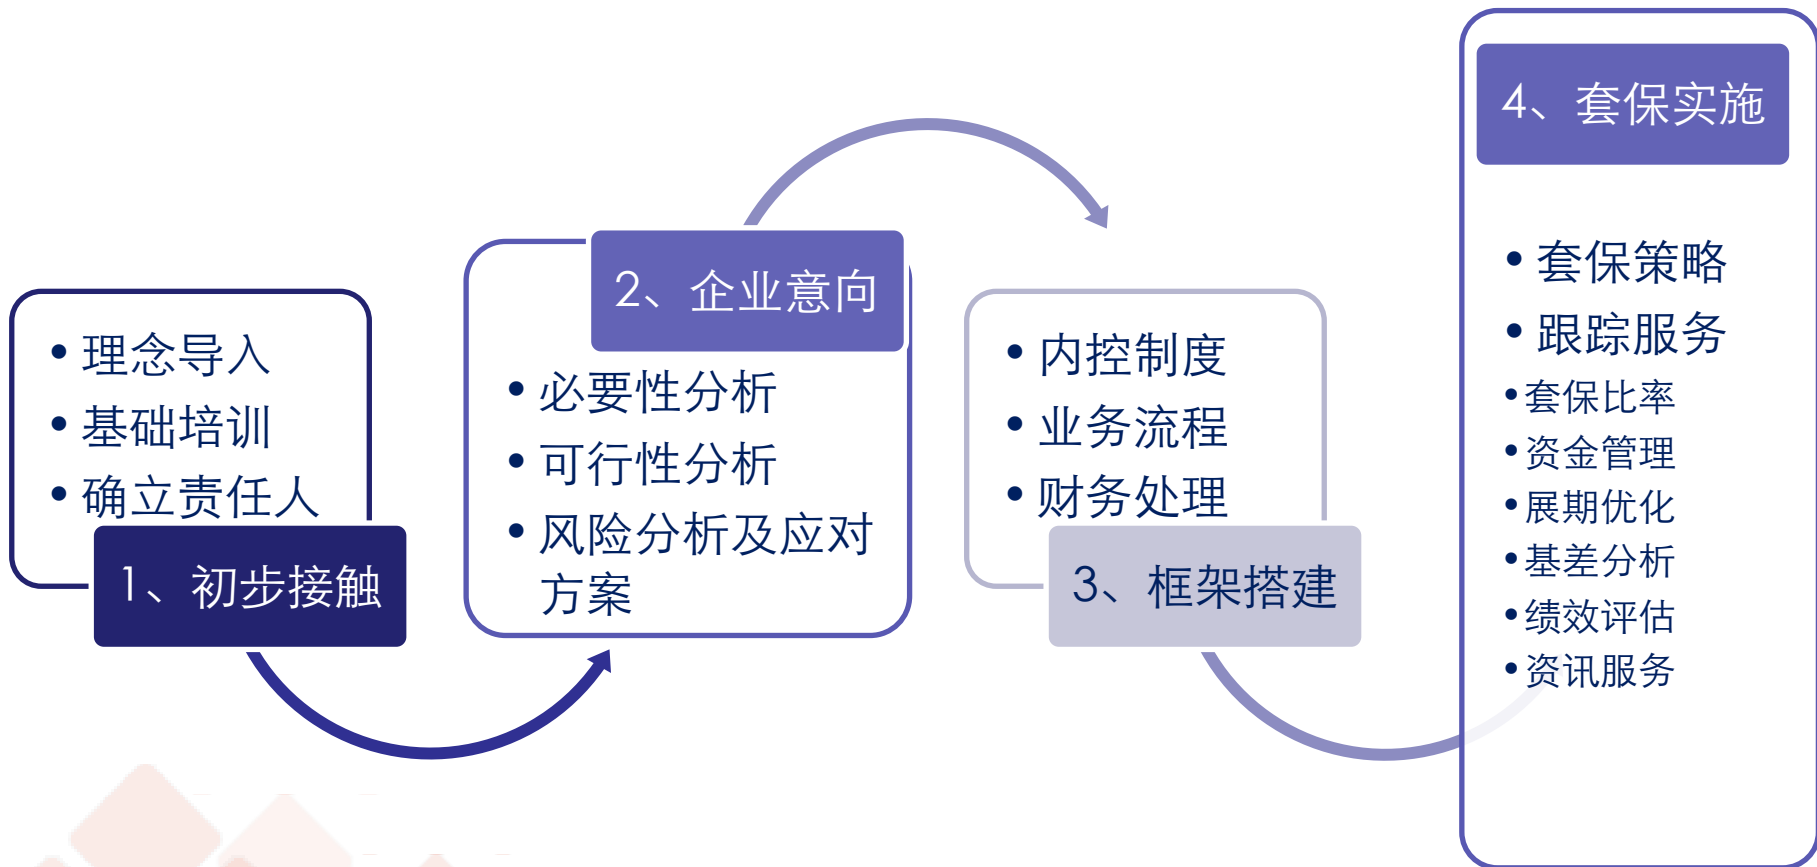 • 理念导入
• 基础培训
• 确立责任人
1、初步接触
2、企业意向
• 必要性分析
• 可行性分析
• 风险分析及应对
方案
• 内控制度
• 业务流程
• 财务处理
3、框架搭建
4、套保实施
• 套保策略
• 跟踪服务
• 套保比率
• 资金管理
• 展期优化
• 基差分析
• 绩效评估
• 资讯服务